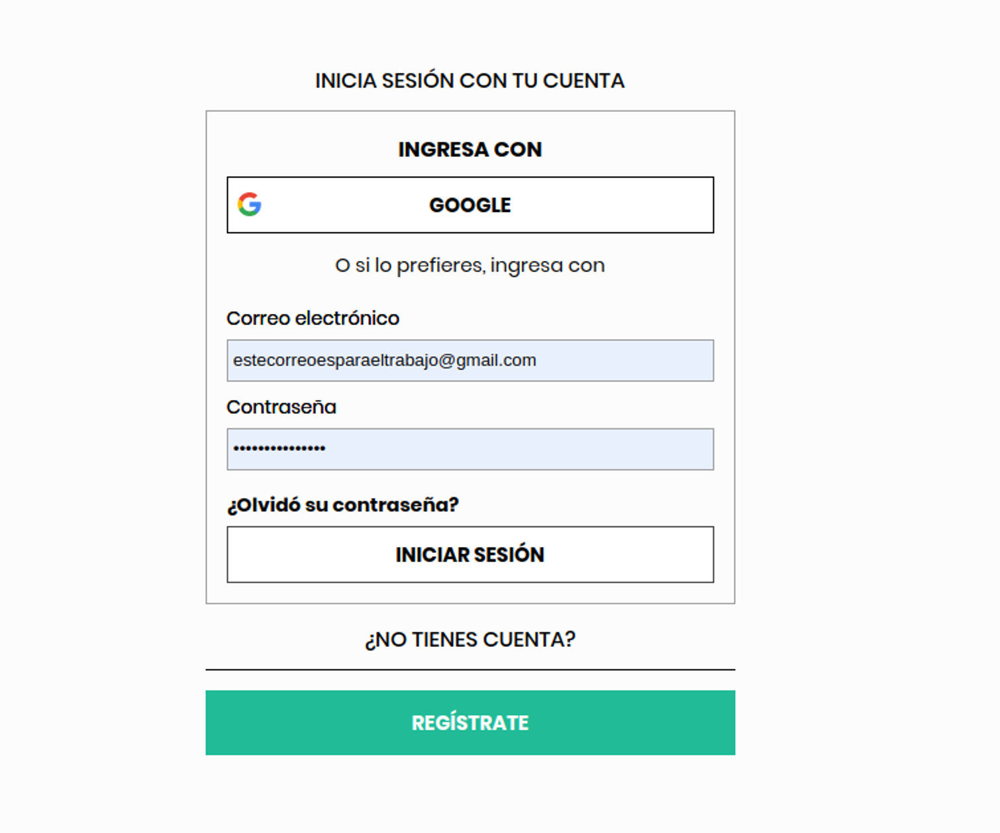 INICIA SESIÓN CON TU CUENTA
INGRESA CON
GOOGLE
O si lo prefieres, ingresa con
Correo electrónico
estecorreoesparaeltrabajo@gmail.com
Contraseña
•••••••••••••••
¿Olvidó su contraseña?
INICIAR SESIÓN
¿NO TIENES CUENTA?
REGÍSTRATE